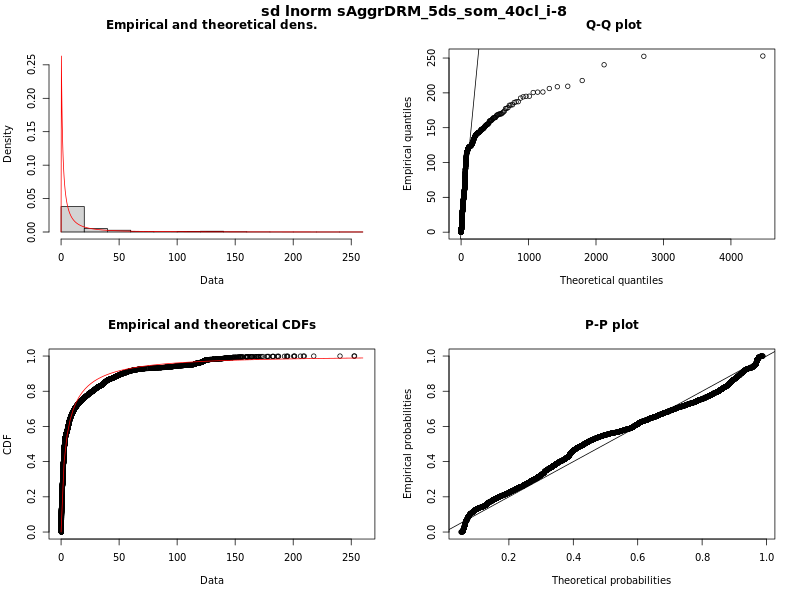 sd lnorm sAggrDRM_5ds_som_40cl_i-8
Empirical and theoretical dens.
Density
0.00 0.05 0.10 0.15 0.20 0.25
0 50 100 150 200 250
Data
Q-Q plot
Empirical quantiles
0 50 100 150 200 250
0 1000 2000 3000 4000
Theoretical quantiles
Empirical and theoretical CDFs
CDF
0.0 0.2 0.4 0.6 0.8 1.0
0 50 100 150 200 250
Data
P-P plot
Empirical probabilities
0.0 0.2 0.4 0.6 0.8 1.0
0.2 0.4 0.6 0.8 1.0
Theoretical probabilities